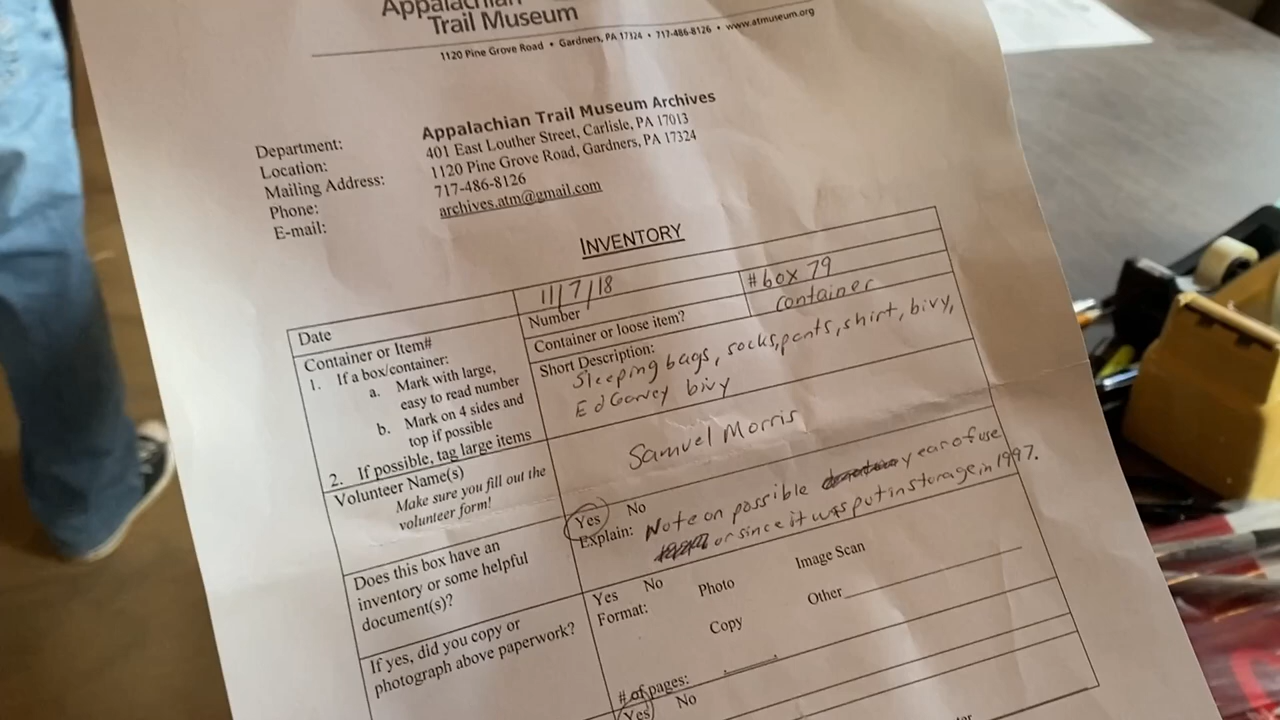 Appalachian
Trail Museum
1120 Pine Grove Road • Gardners, PA 17324 • 717-486-8126 • www.atmuseum.org
Department: Appalachian Trail Museum Archives
Location: 401 East Louther Street, Carlisle, PA 17013
Mailing Address: 1120 Pine Grove Road, Gardners, PA 17324
Phone: 717-486-8126
E-mail: archives.atm@gmail.com
INVENTORY
Date 11/7/18
Container or Item# Number #box 79
1. If a box/container:
a. Mark with large,
easy to read number
b. Mark on 4 sides and
top if possible
2. If possible, tag large items
Container or loose item? container
Short Description:
Sleeping bags, socks, pants, shirt, bivy,
Ed Garvey bivy
Volunteer Name(s)
Make sure you fill out the
volunteer form!
Samuel Morris
Does this box have an
inventory or some helpful
document(s)?
Yes No
Explain: Note on possible year of use
or since it was put in storage in 1997.
If yes, did you copy or
photograph above paperwork?
Yes No
Format: Photo Image Scan
Copy Other
# of pages:
Yes No